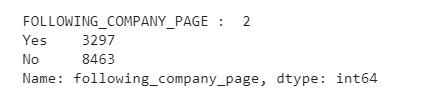 FOLLOWING_COMPANY_PAGE :  2
Yes    3297
No     8463
Name: following_company_page, dtype: int64